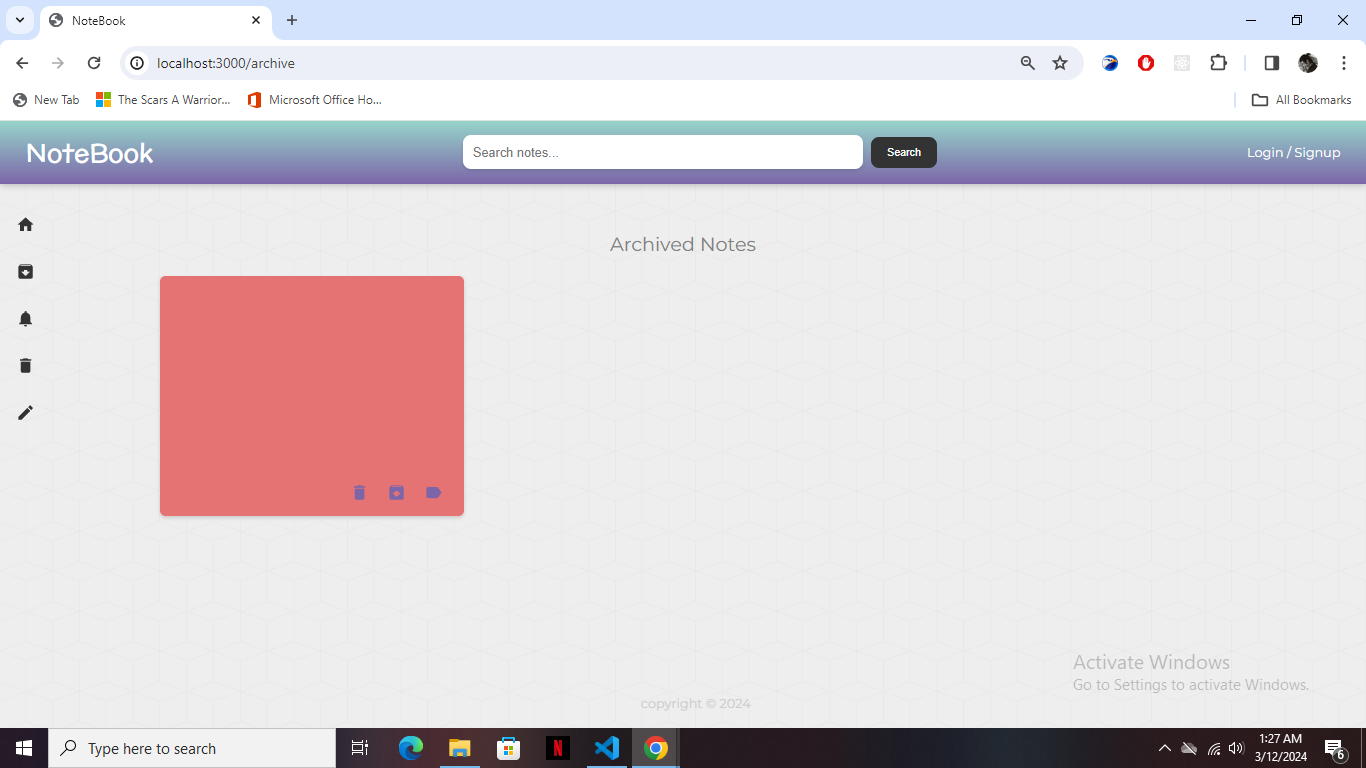 NoteBook
localhost:3000/archive
New Tab
The Scars A Warrior...
Microsoft Office Ho...
All Bookmarks
NoteBook
Search notes...
Search
Login / Signup
Archived Notes
Activate Windows
Go to Settings to activate Windows.
copyright © 2024
Type here to search
N
1:27 AM
3/12/2024
6